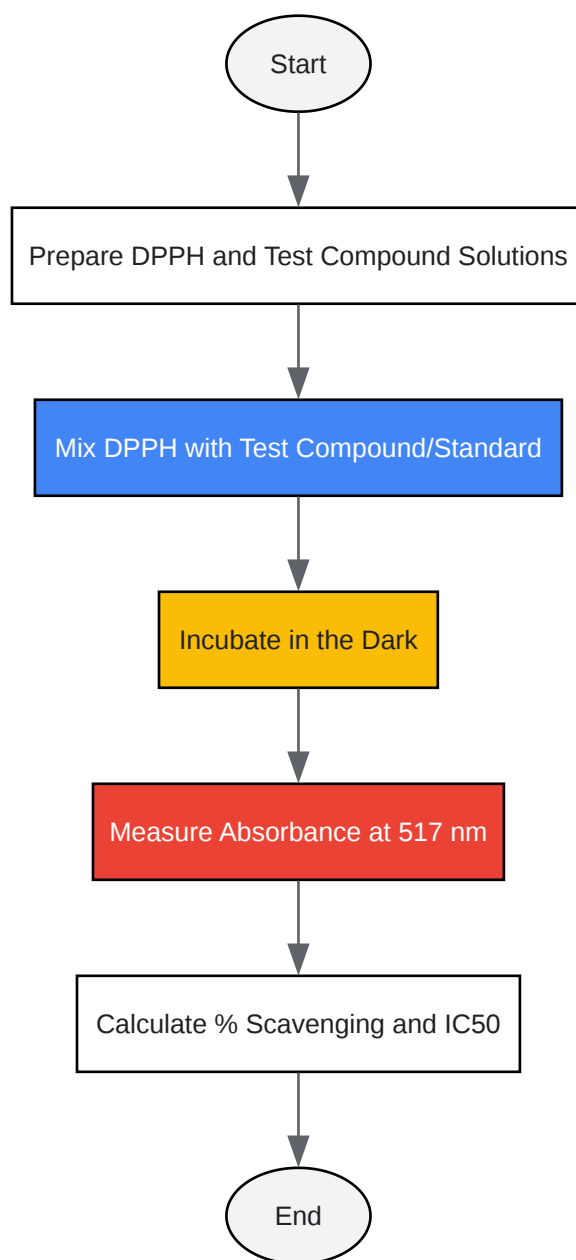 Start
Prepare DPPH and Test Compound Solutions
Mix DPPH with Test Compound/Standard
Incubate in the Dark
Measure Absorbance at 517 nm
Calculate % Scavenging and IC50
End